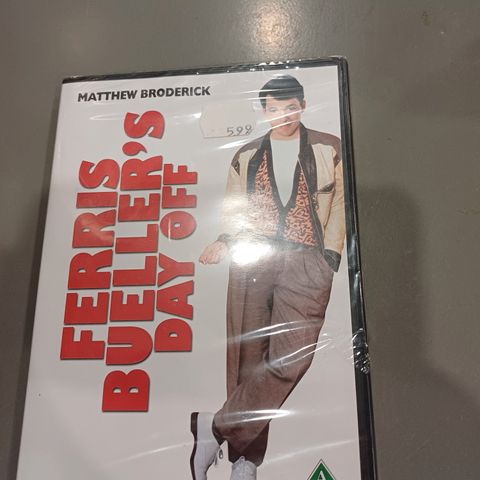 MATTHEW BRODERICK
599
FERRIS
BUELLER'S
DAY OFF
A